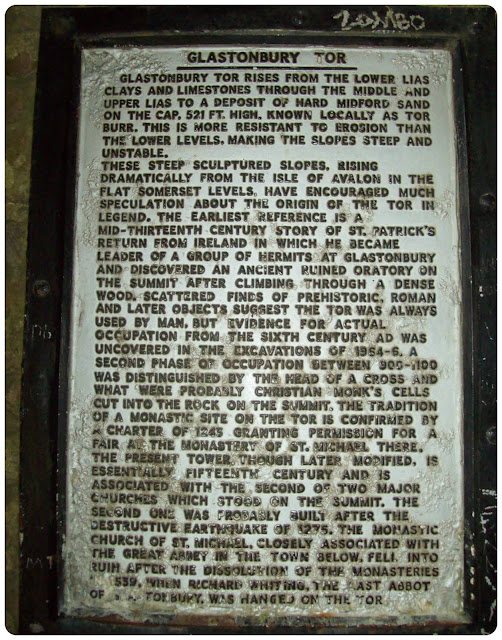 ZOMBO
GLASTONBURY TOR
GLASTONBURY TOR RISES FROM THE LOWER LIAS
CLAYS AND LIMESTONES THROUGH THE MIDDLE AND
UPPER LIAS TO A DEPOSIT OF HARD MIDFORD SAND
ON THE CAP. 521 FT. HIGH. KNOWN LOCALLY AS TOR
BURR. THIS IS MORE RESISTANT TO EROSION THAN
THE LOWER LEVELS. MAKING THE SLOPES STEEP AND
UNSTABLE.
THESE STEEP SCULPTURED SLOPES. RISING
DRAMATICALLY FROM THE ISLE OF AVALON IN THE
FLAT SOMERSET LEVELS. HAVE ENCOURAGED MUCH
SPECULATION ABOUT THE ORIGIN OF THE TOR IN
LEGEND. THE EARLIEST REFERENCE IS A
MID-THIRTEENTH CENTURY STORY OF ST. PATRICK'S
RETURN FROM IRELAND IN WHICH HE BECAME
LEADER OF A GROUP OF HERMITS AT GLASTONBURY
AND DISCOVERED AN ANCIENT RUINED ORATORY ON
THE SUMMIT AFTER CLIMBING THROUGH A DENSE
WOOD. SCATTERED FINDS OF PREHISTORIC. ROMAN
AND LATER OBJECTS SUGGEST THE TOR WAS ALWAYS
USED BY MAN. BUT EVIDENCE FOR ACTUAL
OCCUPATION FROM THE SIXTH CENTURY AD WAS
UNCOVERED IN THE EXCAVATIONS OF 1964-6. A
SECOND PHASE OF OCCUPATION BETWEEN 900-1100
WAS DISTINGUISHED BY THE HEAD OF A CROSS AND
WHAT WERE PROBABLY CHRISTIAN MONK'S CELLS
CUT INTO THE ROCK ON THE SUMMIT. THE TRADITION
OF A MONASTIC SITE ON THE TOR IS CONFIRMED BY
A CHARTER OF 1243 GRANTING PERMISSION FOR A
FAIR AT THE MONASTERY OF ST. MICHAEL THERE.
THE PRESENT TOWER, THOUGH LATER MODIFIED. IS
ESSENTIALLY FIFTEENTH CENTURY AND IS
ASSOCIATED WITH THE SECOND OF TWO MAJOR
CHURCHES WHICH STOOD ON THE SUMMIT. THE
SECOND ONE WAS PROBABLY BUILT AFTER THE
DESTRUCTIVE EARTHQUAKE OF 1275. THE MONASTIC
CHURCH OF ST. MICHAEL, CLOSELY ASSOCIATED WITH
THE GREAT ABBEY IN THE TOWN BELOW. FELL INTO
RUIN AFTER THE DISSOLUTION OF THE MONASTERIES
539. WHEN RICHARD WHITING, THE LAST ABBOT
OF WAS HANGED ON THE TOR